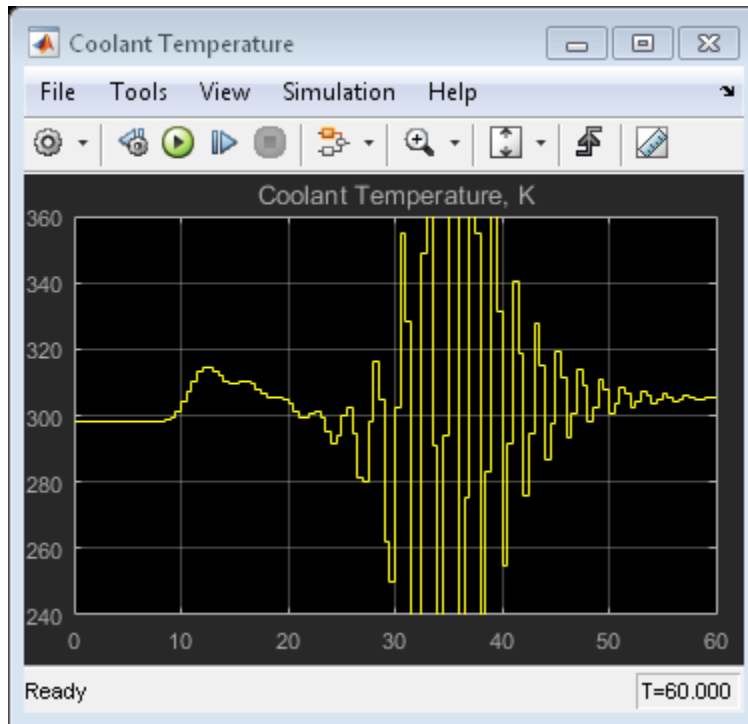 Coolant Temperature
File Tools View Simulation Help
Coolant Temperature, K
360
340
320
300
280
260
240
0 10 20 30 40 50 60
Ready T=60.000